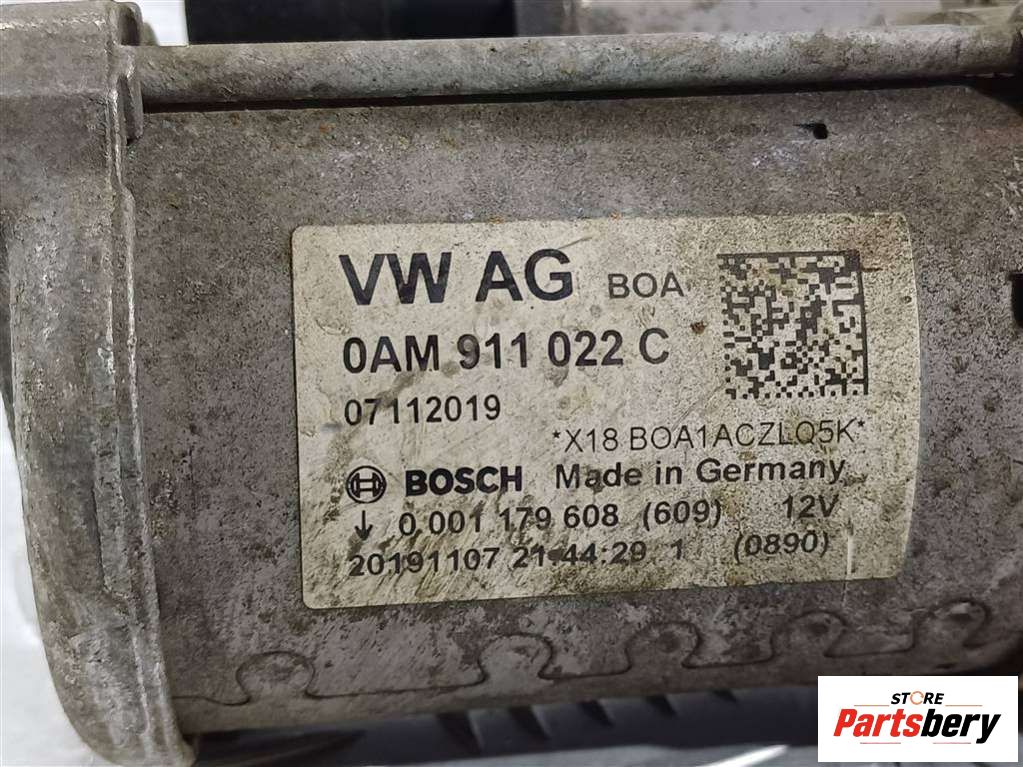 VW AG BOA
0AM 911 022 C
07112019
*X18 BOA1ACZLQ5K*
BOSCH Made in Germany
0 001 179 608 (609) 12V
20191107 21:44:29 1 (0890)
STORE
Partsbery